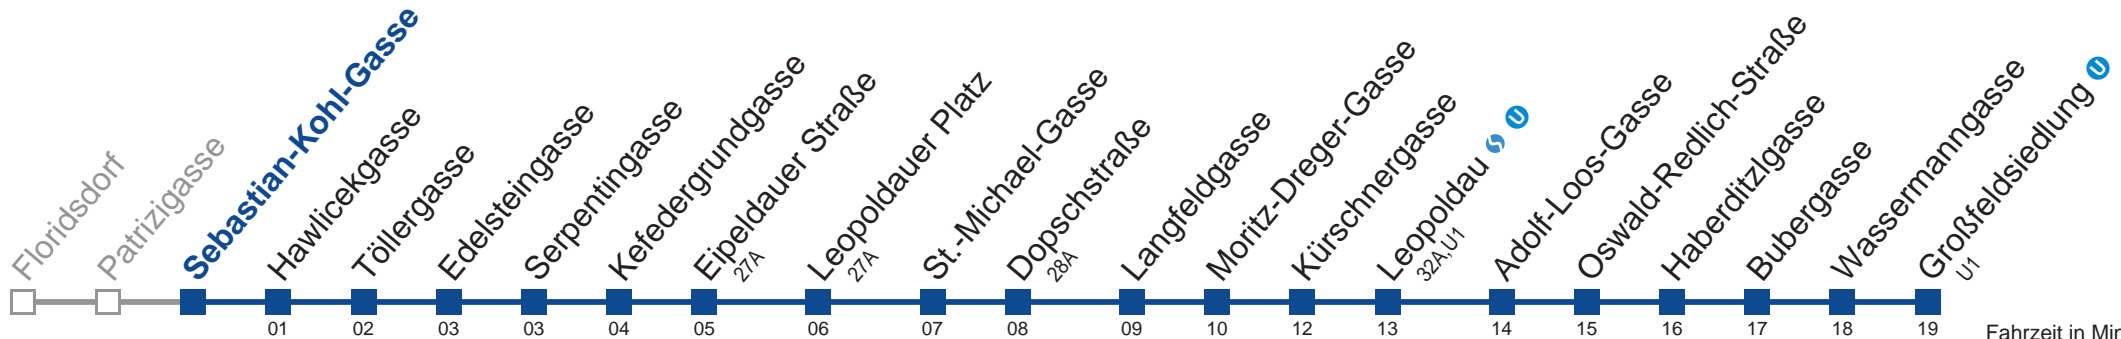 Floridsdorf
Patrizigasse
Sebastian-Kohl-Gasse
Hawlicekgasse
01
Töllergasse
02
Edelsteingasse
03
Serpentingasse
03
Kefedergrundgasse
04
Eipeldauer Straße
27A
05
Leopoldauer Platz
27A
06
St.-Michael-Gasse
07
Dopschstraße
28A
08
Langfeldgasse
09
Moritz-Dreger-Gasse
10
Kürschnergasse
12
Leopoldau S U
32A,U1
13
Adolf-Loos-Gasse
14
Oswald-Redlich-Straße
15
Haberditzlgasse
16
Bubergasse
17
Wassermanngasse
18
Großfeldsiedlung U
U1
19
Fahrzeit in Min